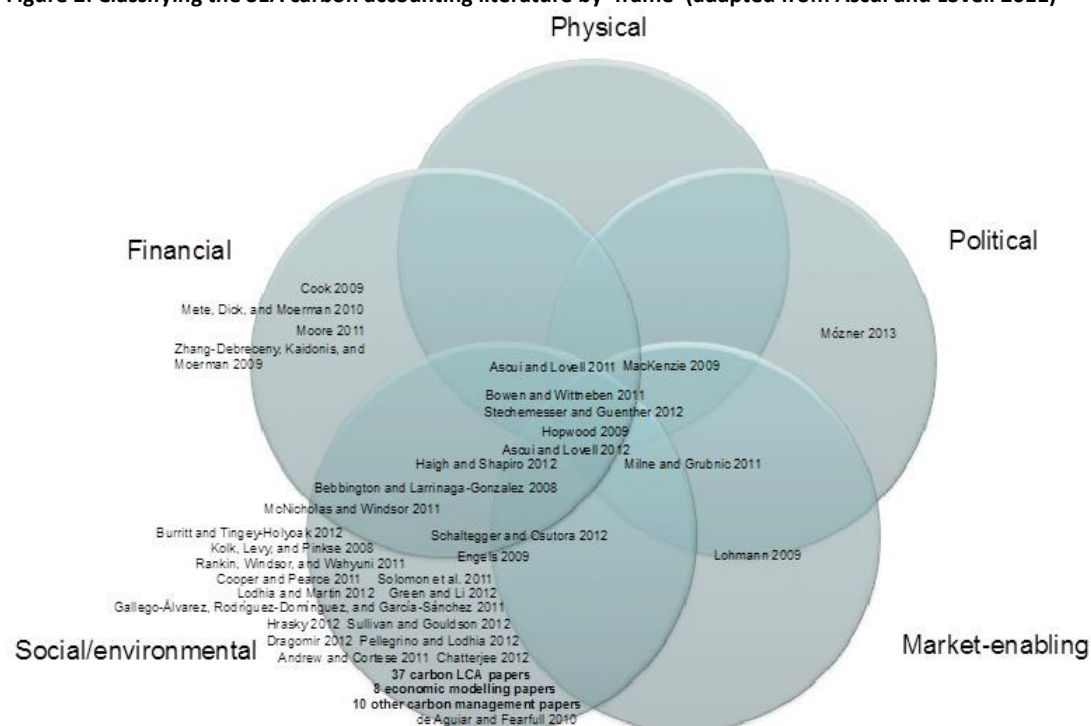 Figure 2: Classifying the SEA carbon accounting literature by 'frame' (adapted from Ascui and Lovell 2011)
Physical
Financial
Political
Cook 2009
Mete, Dick, and Moerman 2010
Moore 2011
Zhang-Debreceny, Kaidonis, and
Moerman 2009
Mózner 2013
Ascui and Lovell 2011 MacKenzie 2009
Bowen and Wittneben 2011
Stechemesser and Guenther 2012
Hopwood 2009
Ascui and Lovell 2012
Haigh and Shapiro 2012 Milne and Grubnic 2011
Bebbington and Larrinaga-Gonzalez 2008
McNicholas and Windsor 2011
Burritt and Tingey-Holyoak 2012 Schaltegger and Csutora 2012
Kolk, Levy, and Pinkse 2008 Engels 2009 Lohmann 2009
Rankin, Windsor, and Wahyuni 2011
Cooper and Pearce 2011 Solomon et al. 2011
Lodhia and Martin 2012 Green and Li 2012
Gallego-Álvarez, Rodríguez-Domínguez, and García-Sánchez 2011
Hrasky 2012 Sullivan and Gouldson 2012
Social/environmental Dragomir 2012 Pellegrino and Lodhia 2012 Market-enabling
Andrew and Cortese 2011 Chatterjee 2012
37 carbon LCA papers
8 economic modelling papers
10 other carbon management papers
de Aguiar and Fearfull 2010